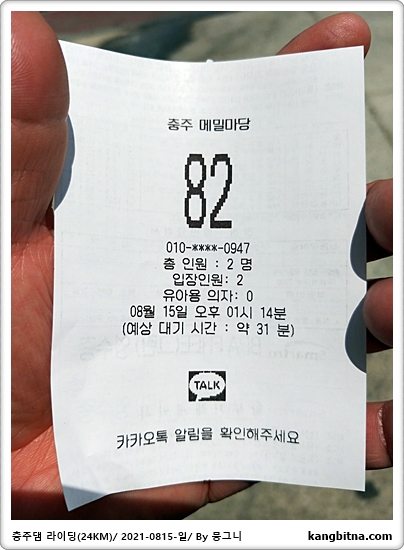 충주 메밀마당
82
010-****-0947
총 인원 : 2 명
입장인원: 2
유아용 의자: 0
08월 15일 오후 01시 14분
(예상 대기 시간 : 약 31 분)
TALK
카카오톡 알림을 확인해주세요
충주댐 라이딩(24KM)/ 2021-0815-일/ By 몽그니
kangbitna.com